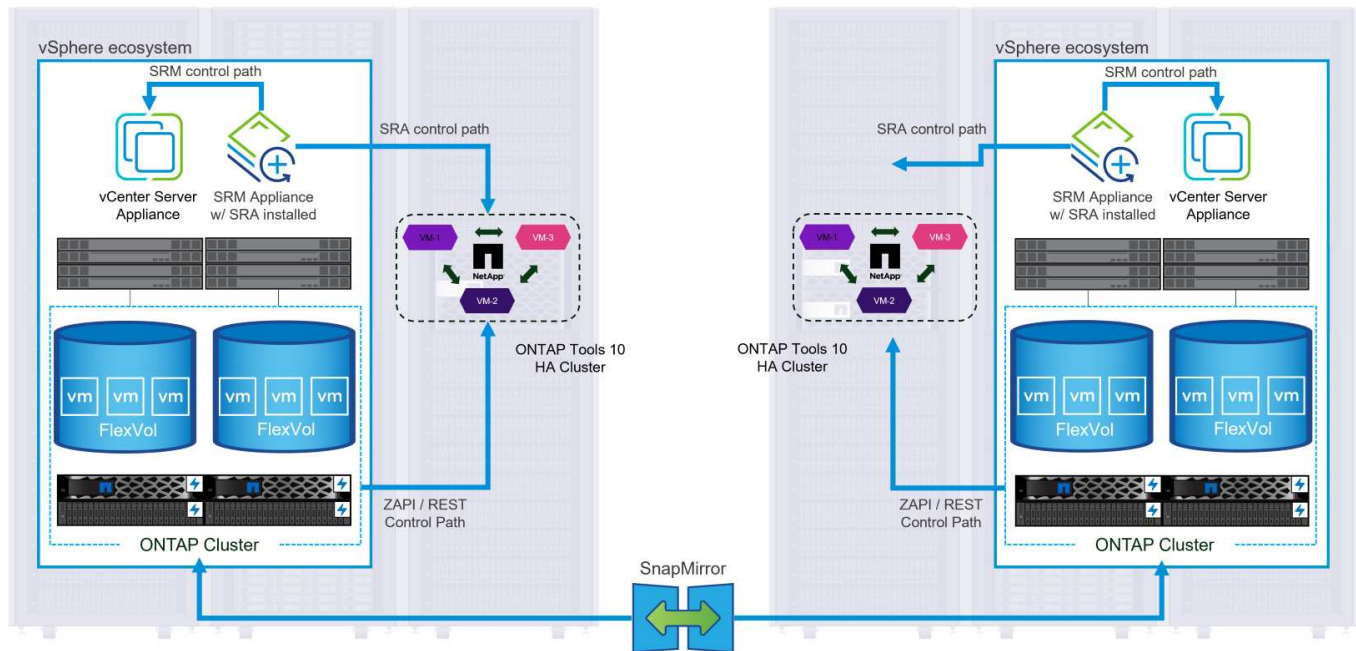 vSphere ecosystem
SRM control path
vCenter Server
Appliance
SRM Appliance
w/ SRA installed
SRA control path
VM-1
VM-3
NetApp
VM-2
ONTAP Tools 10
HA Cluster
vm vm vm
FlexVol
vm vm vm
FlexVol
ZAPI / REST
Control Path
ONTAP Cluster
SnapMirror
vSphere ecosystem
SRM control path
SRA control path
SRM Appliance
w/ SRA installed
vCenter Server
Appliance
VM-1
VM-3
NetApp
VM-2
ONTAP Tools 10
HA Cluster
vm vm vm
FlexVol
vm vm vm
FlexVol
ZAPI / REST
Control Path
ONTAP Cluster